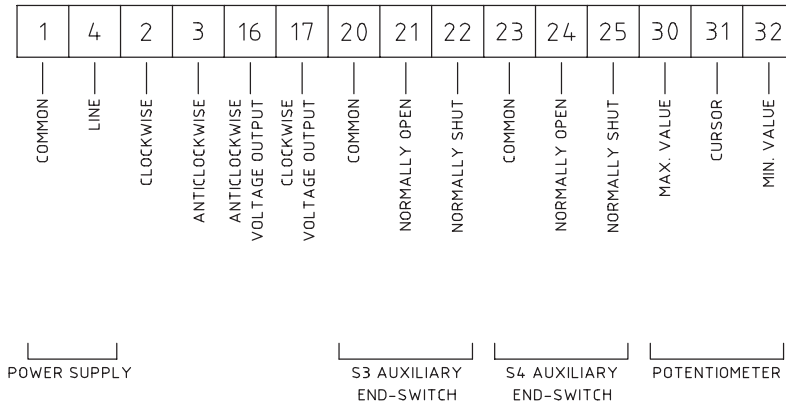 1 4 2 3 16 17 20 21 22 23 24 25 30 31 32
COMMON
LINE
CLOCKWISE
ANTICLOCKWISE
ANTICLOCKWISE
VOLTAGE OUTPUT
CLOCKWISE
VOLTAGE OUTPUT
COMMON
NORMALLY OPEN
NORMALLY SHUT
COMMON
NORMALLY OPEN
NORMALLY SHUT
MAX. VALUE
CURSOR
MIN. VALUE
POWER SUPPLY
S3 AUXILIARY
END-SWITCH
S4 AUXILIARY
END-SWITCH
POTENTIOMETER